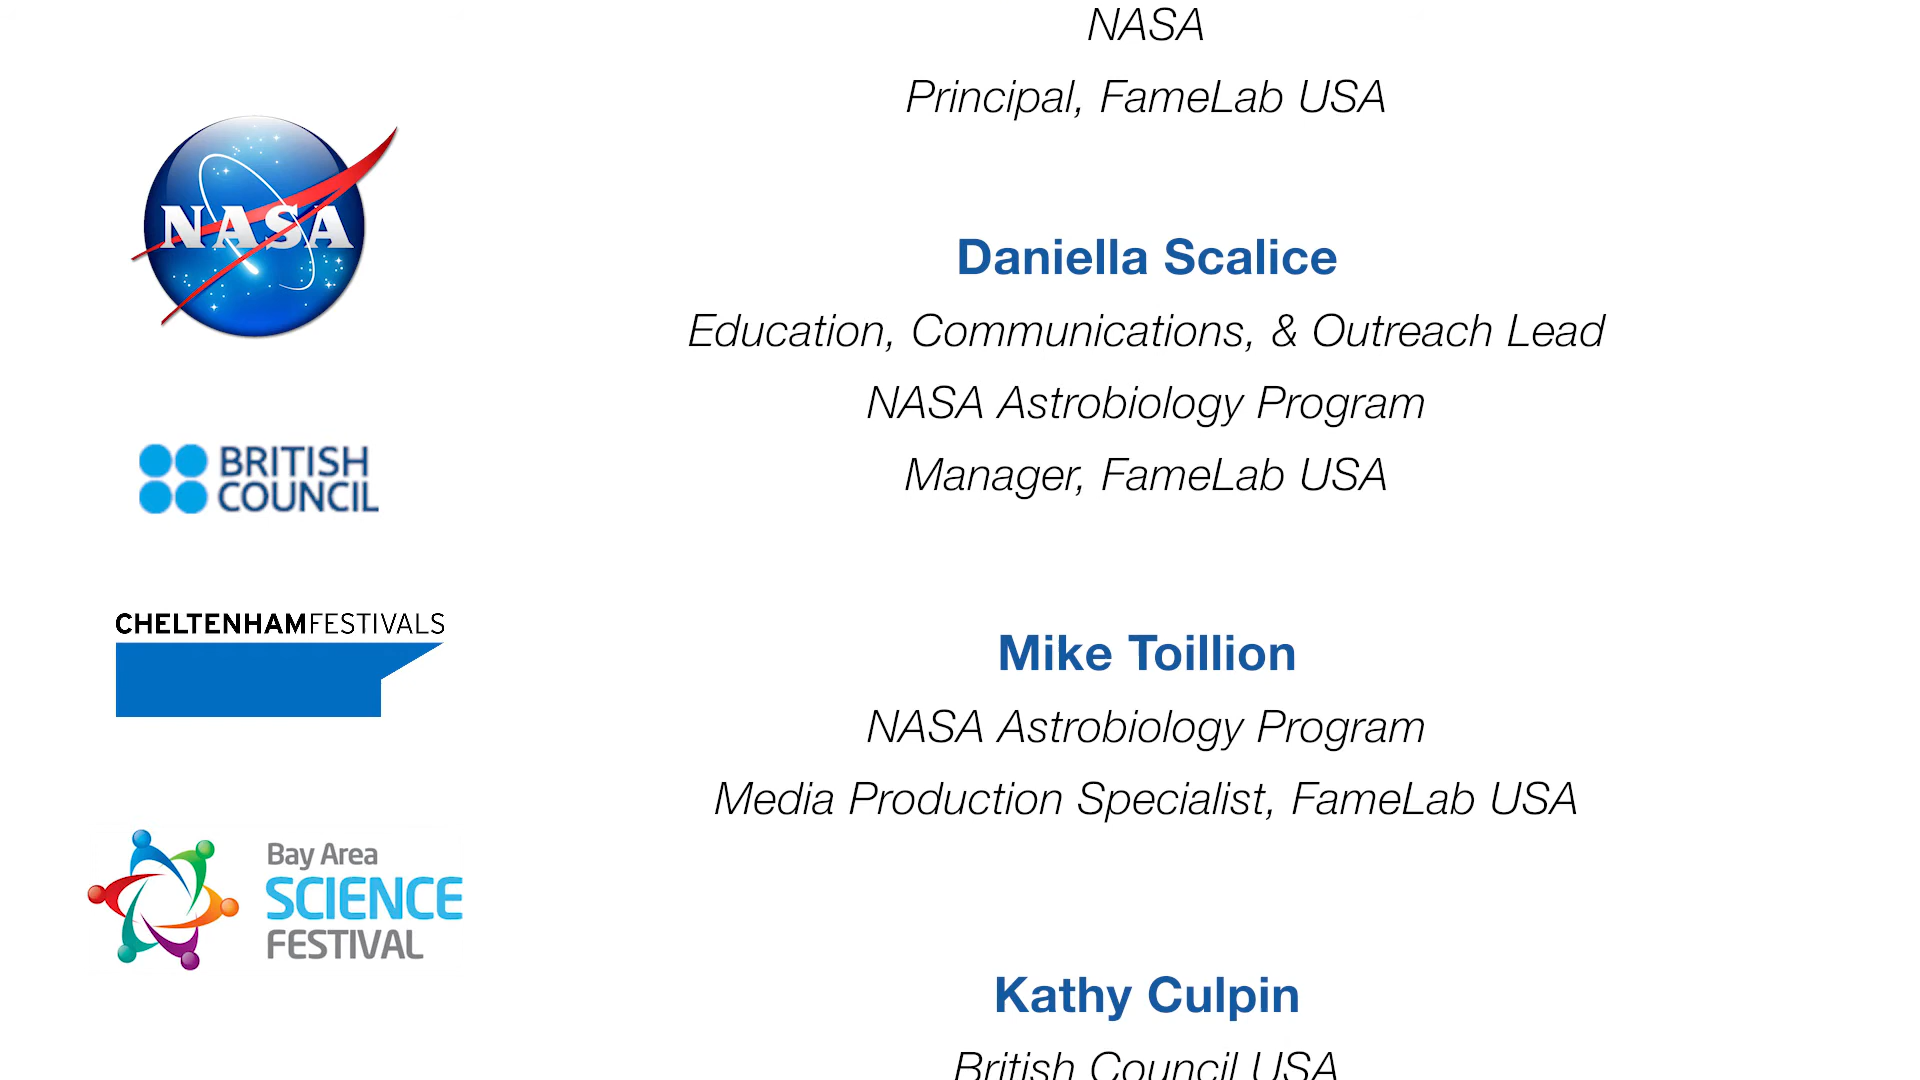 NASA
Principal, FameLab USA
NASA
Daniella Scalice
Education, Communications, & Outreach Lead
NASA Astrobiology Program
Manager, FameLab USA
BRITISH
COUNCIL
CHELTENHAMFESTIVALS
Mike Toillion
NASA Astrobiology Program
Media Production Specialist, FameLab USA
Bay Area
SCIENCE
FESTIVAL
Kathy Culpin
British Council USA